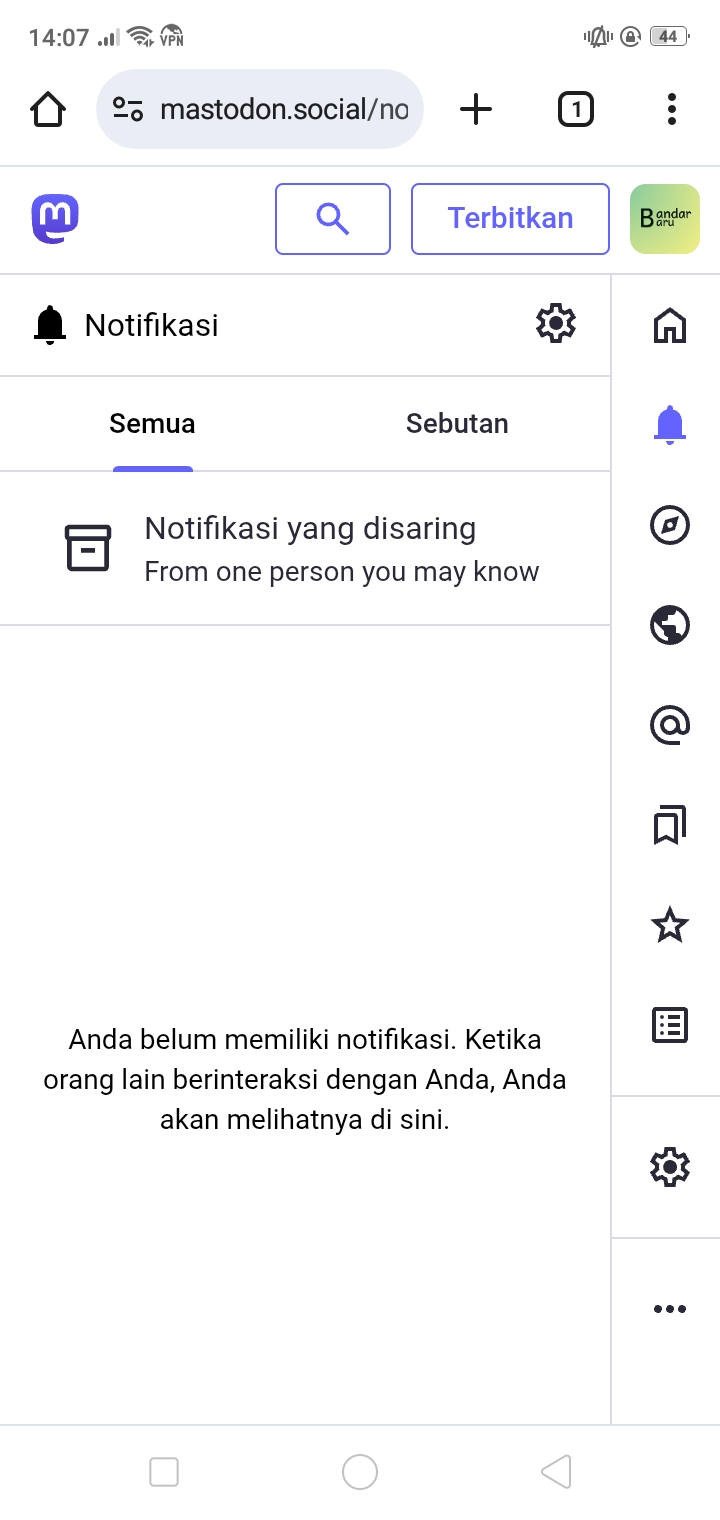 14:07
VPN
44
mastodon.social/no
1
Terbitkan
Bandar
Baru
Notifikasi
Semua
Sebutan
Notifikasi yang disaring
From one person you may know
Anda belum memiliki notifikasi. Ketika
orang lain berinteraksi dengan Anda, Anda
akan melihatnya di sini.